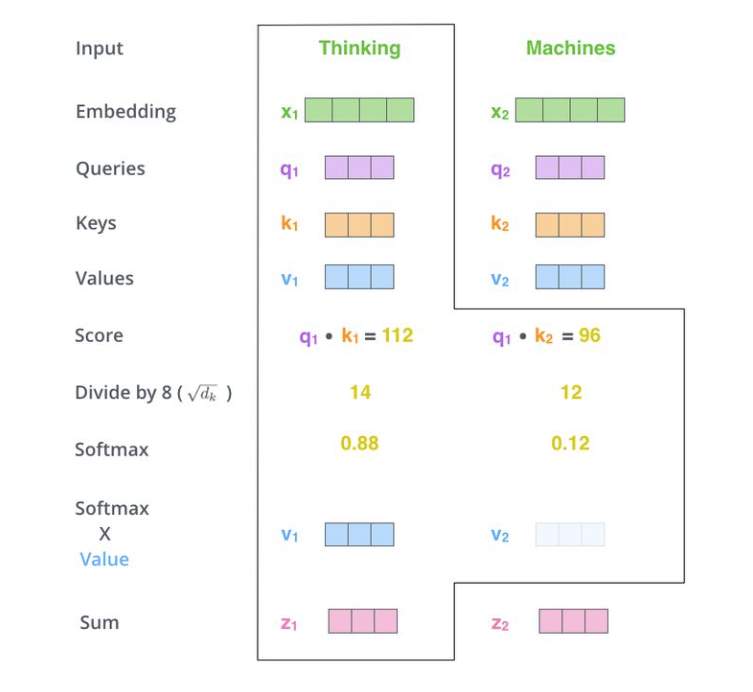 Input Thinking Machines
Embedding x₁ x₂
Queries q₁ q₂
Keys k₁ k₂
Values v₁ v₂
Score q₁ • k₁ = 112 q₁ • k₂ = 96
Divide by 8 ( √dₖ ) 14 12
Softmax 0.88 0.12
Softmax
X v₁ v₂
Value
Sum z₁ z₂